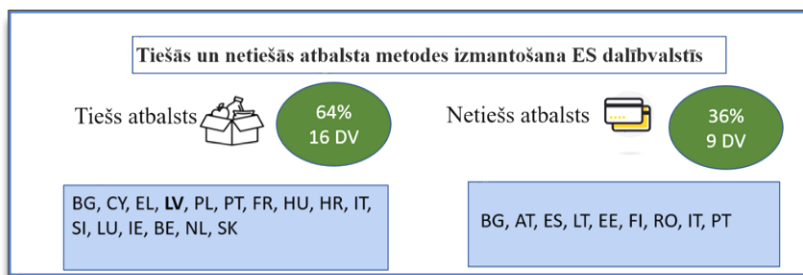 Tiešās un netiešās atbalsta metodes izmantošana ES dalībvalstīs
Tiešs atbalsts
64%
16 DV
Netiešs atbalsts
36%
9 DV
BG, CY, EL, LV, PL, PT, FR, HU, HR, IT,
SI, LU, IE, BE, NL, SK
BG, AT, ES, LT, EE, FI, RO, IT, PT